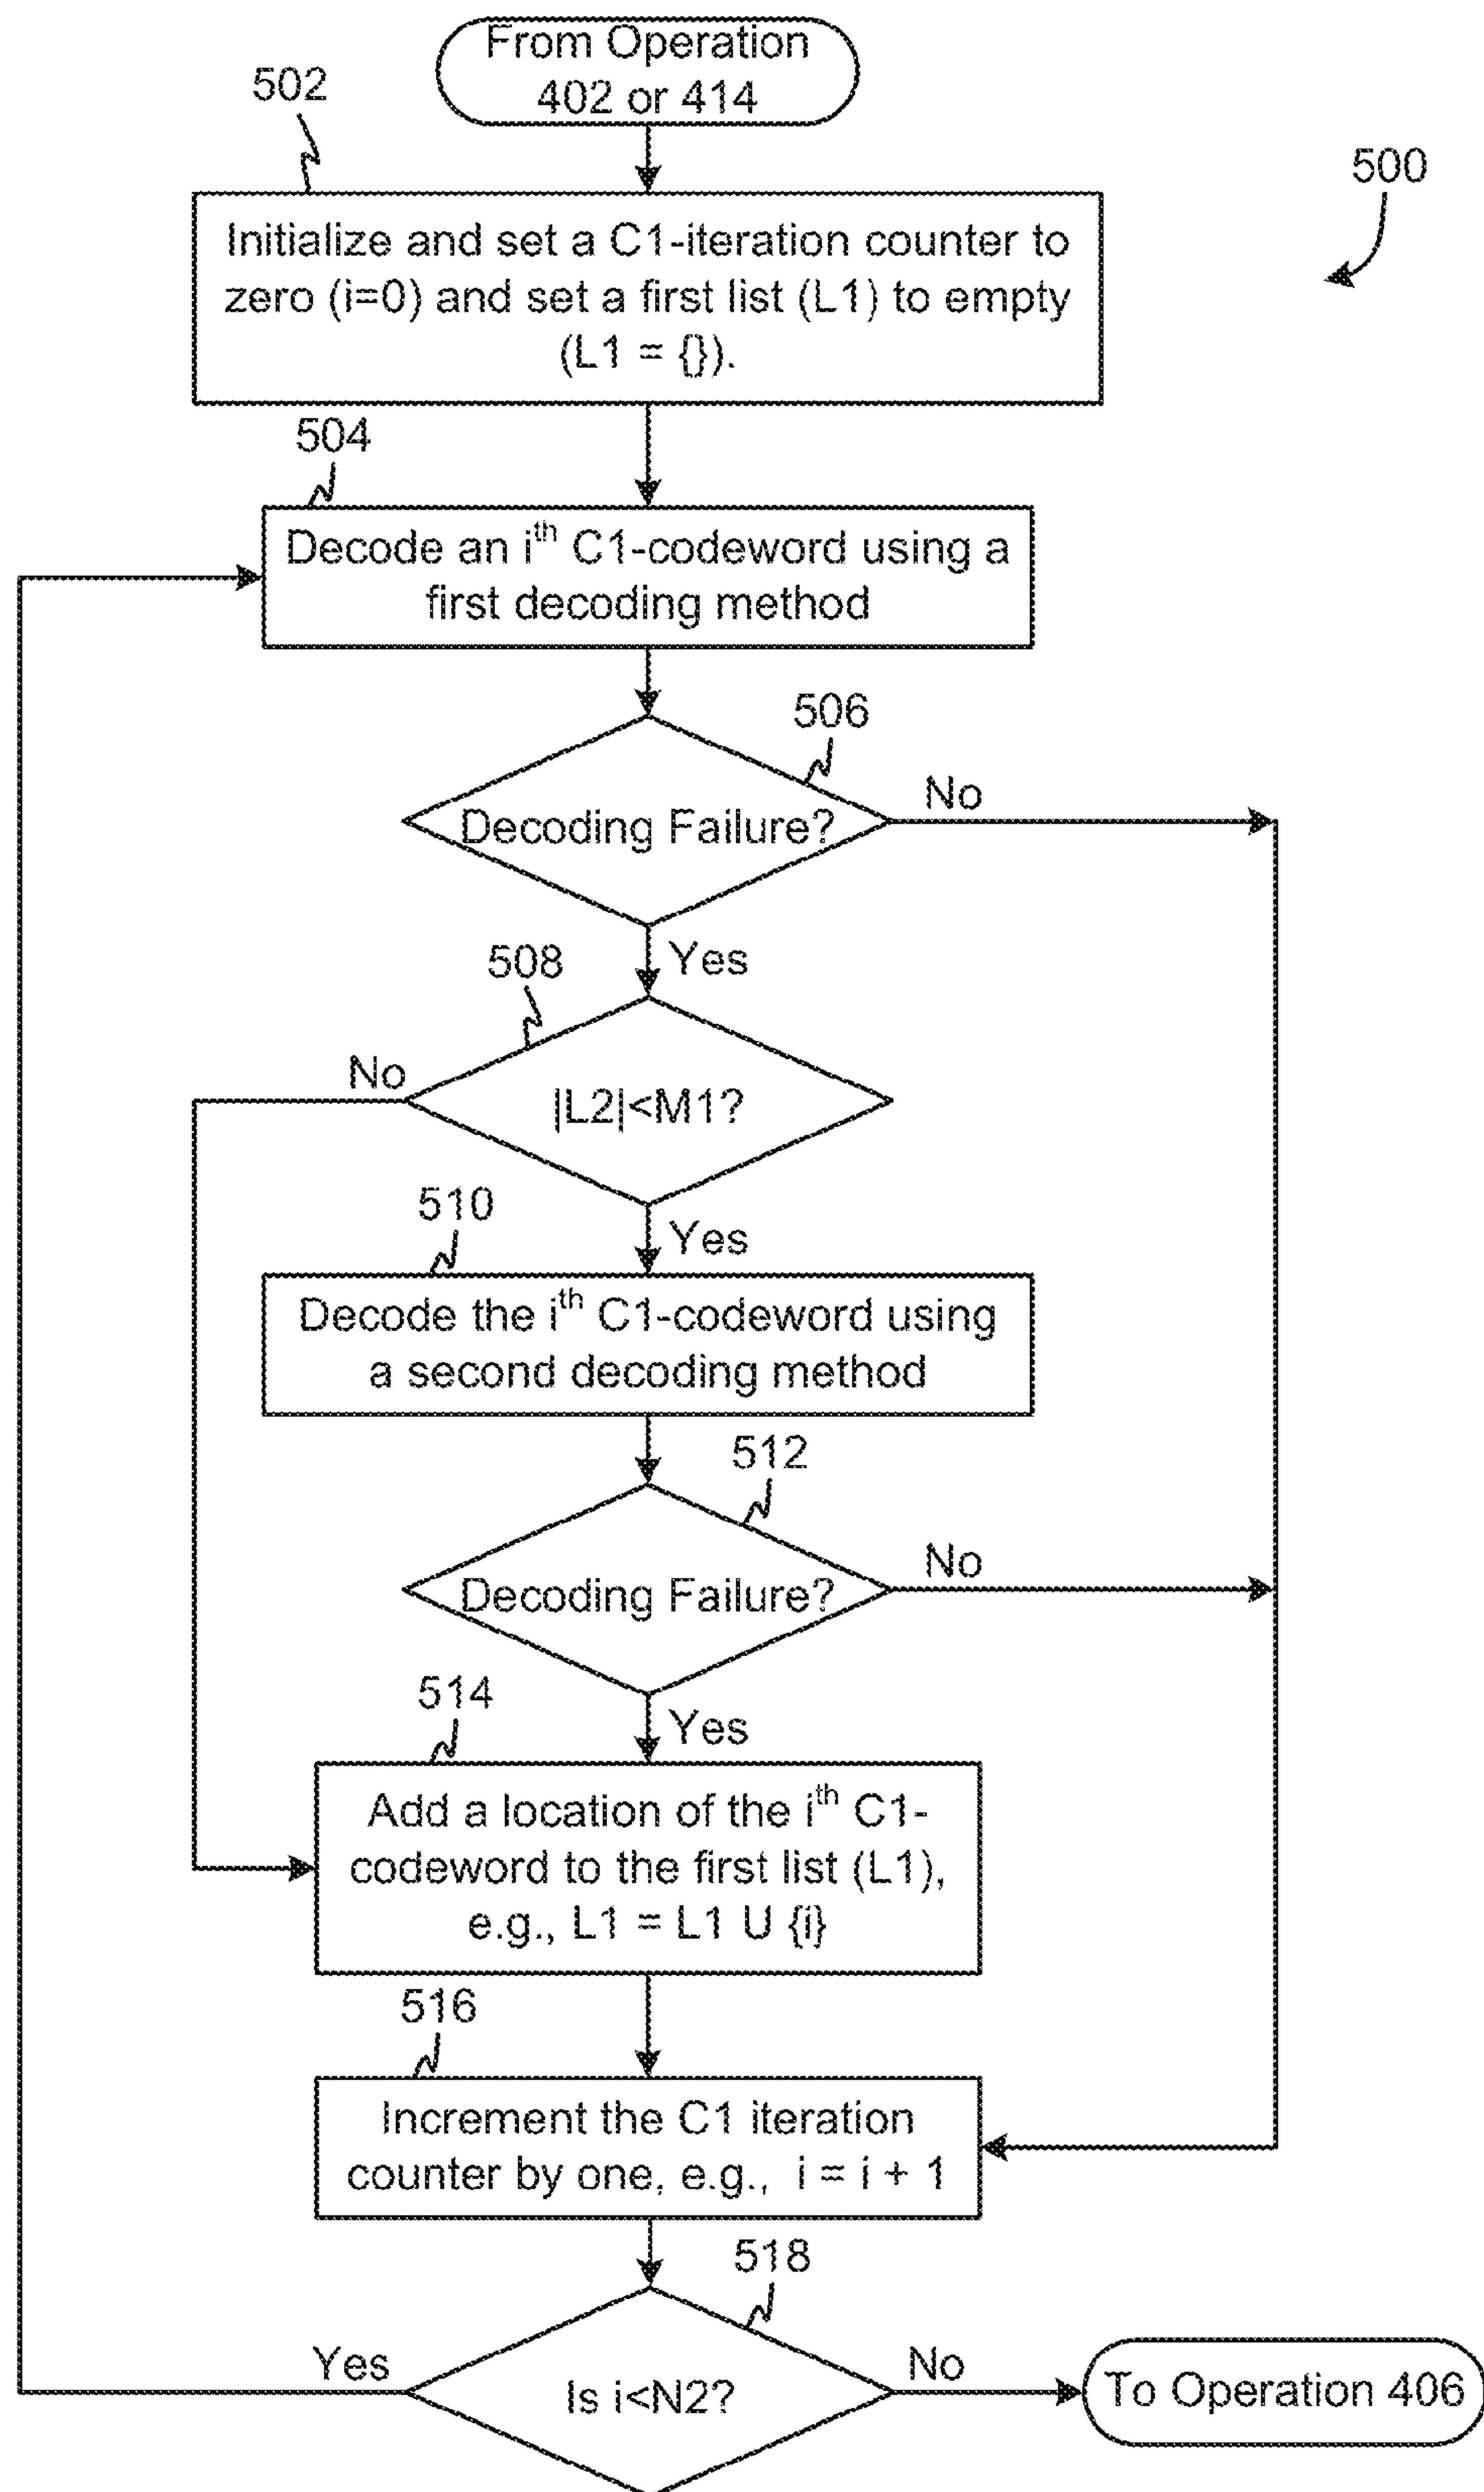 From Operation
402 or 414
502
500
Initialize and set a C1-iteration counter to
zero (i=0) and set a first list (L1) to empty
(L1 = {}).
504
Decode an ith C1-codeword using a
first decoding method
506
No
Decoding Failure?
Yes
508
No
|L2|<M1?
510
Yes
Decode the ith C1-codeword using
a second decoding method
512
No
Decoding Failure?
514
Yes
Add a location of the ith C1-
codeword to the first list (L1),
e.g., L1 = L1 U {i}
516
Increment the C1 iteration
counter by one, e.g., i = i + 1
518
Yes
No
Is i<N2?
To Operation 406